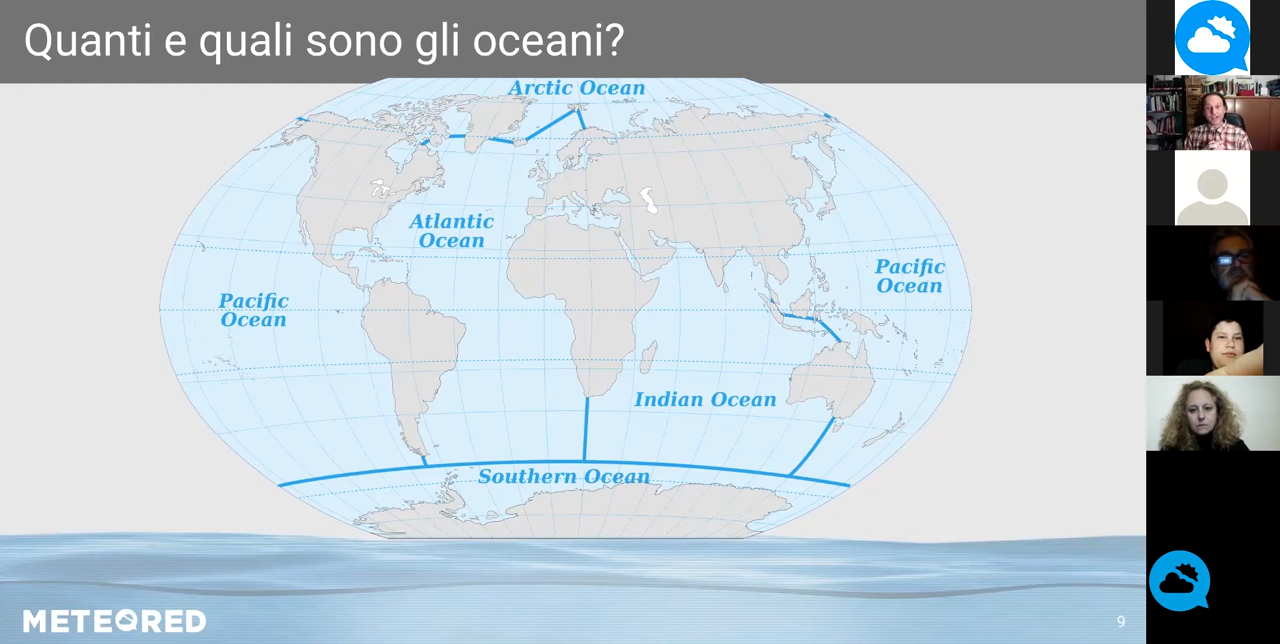 Quanti e quali sono gli oceani?
Arctic Ocean
Atlantic
Ocean
Pacific
Ocean
Pacific
Ocean
Indian Ocean
Southern Ocean
METEORED
9